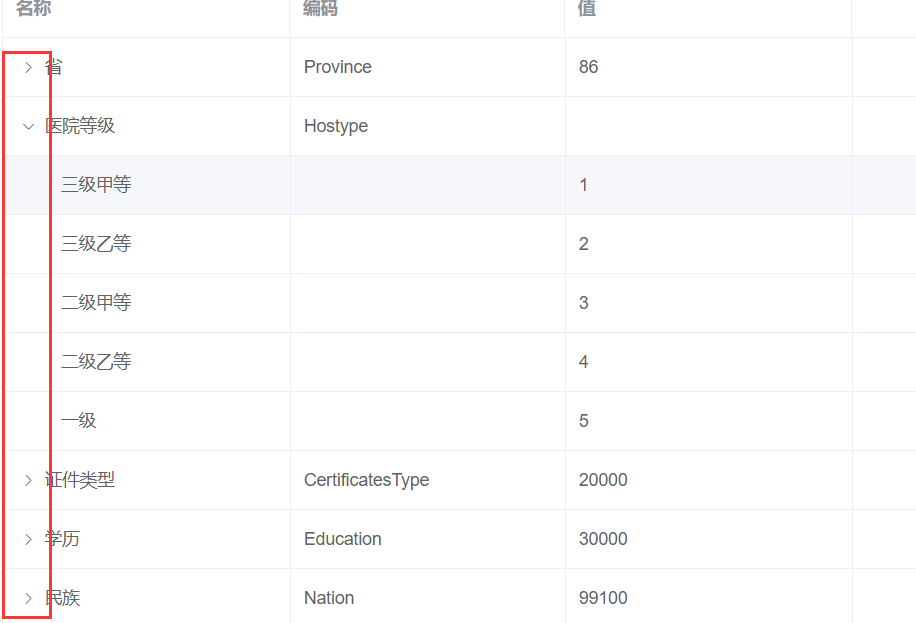 名称 编码 值
省 Province 86
医院等级 Hostype
三级甲等 1
三级乙等 2
二级甲等 3
二级乙等 4
一级 5
证件类型 CertificatesType 20000
学历 Education 30000
民族 Nation 99100